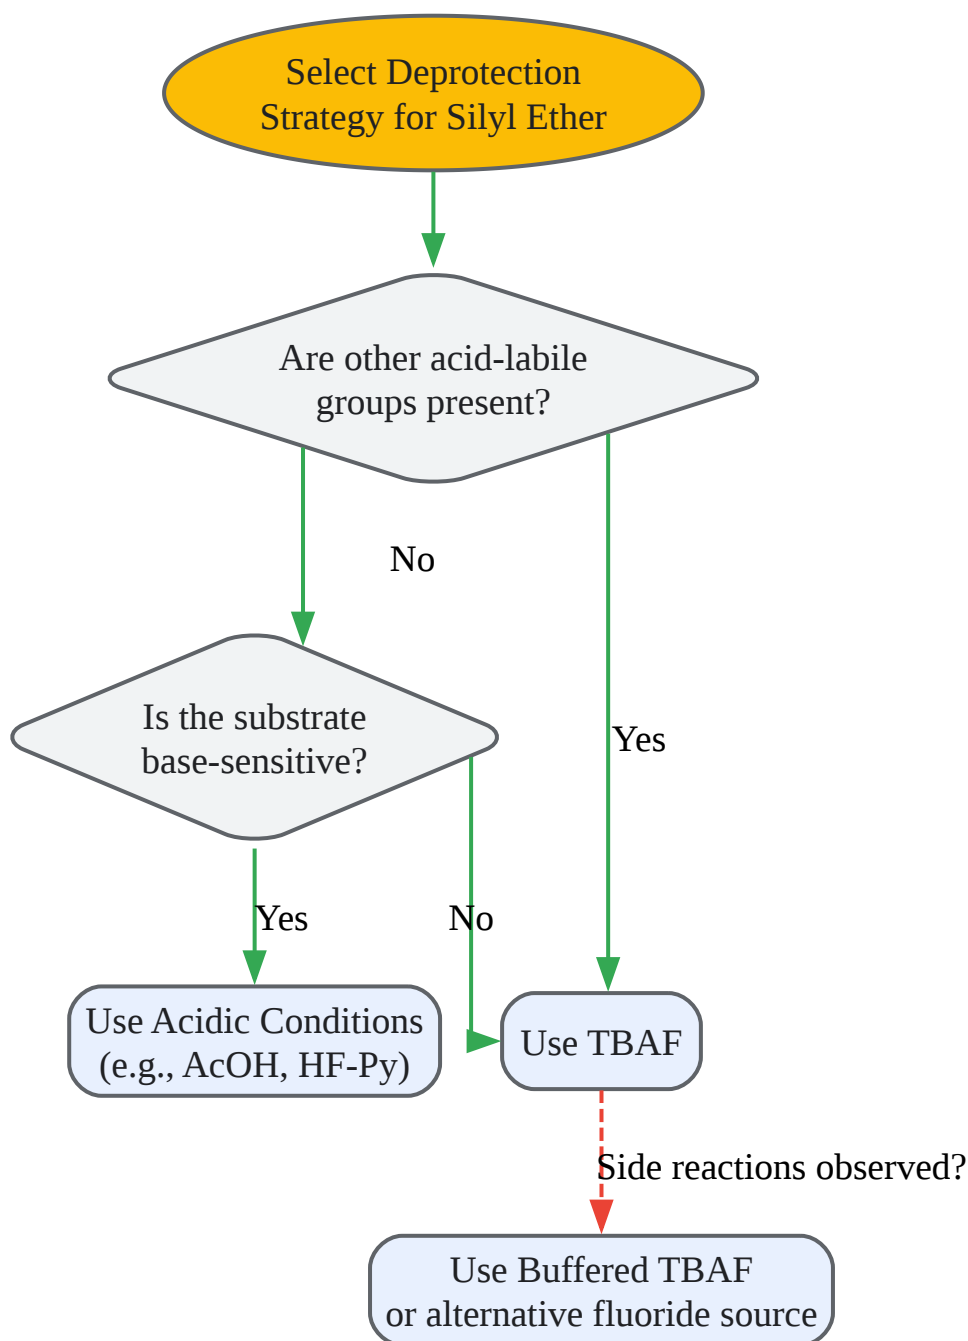 Select Deprotection
Strategy for Silyl Ether
Are other acid-labile
groups present?
No
Is the substrate
base-sensitive?
Yes
Yes
No
Use Acidic Conditions
(e.g., AcOH, HF-Py)
Use TBAF
Side reactions observed?
Use Buffered TBAF
or alternative fluoride source